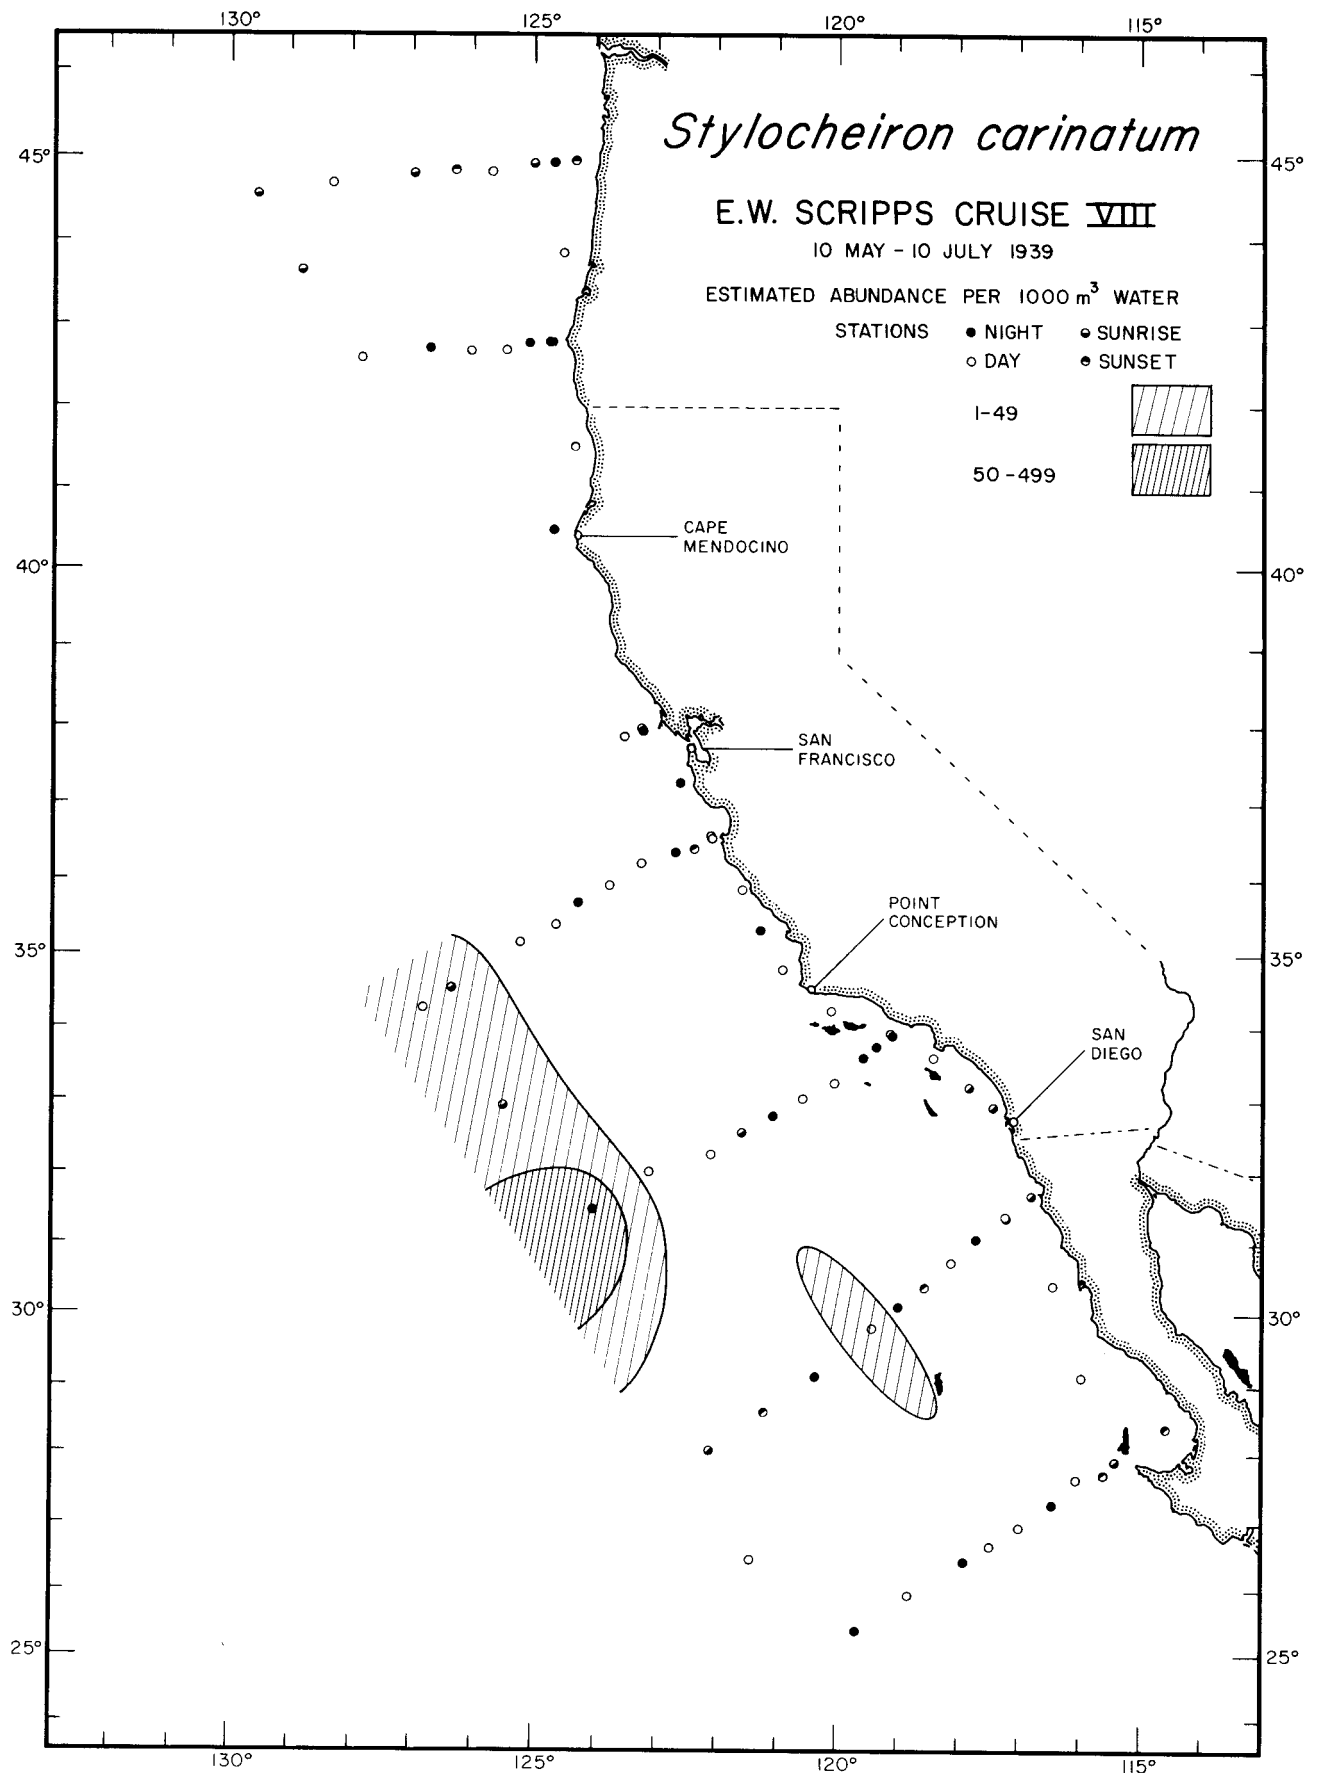 130° 125° 120° 115°
Stylocheiron carinatum
45° 45°
E.W. SCRIPPS CRUISE VIII
10 MAY - 10 JULY 1939
ESTIMATED ABUNDANCE PER 1000 m³ WATER
STATIONS ● NIGHT ◒ SUNRISE
○ DAY ◓ SUNSET
1-49
50-499
CAPE
MENDOCINO
40° 40°
SAN
FRANCISCO
POINT
CONCEPTION
35° 35°
SAN
DIEGO
30° 30°
25° 25°
130° 125° 120° 115°